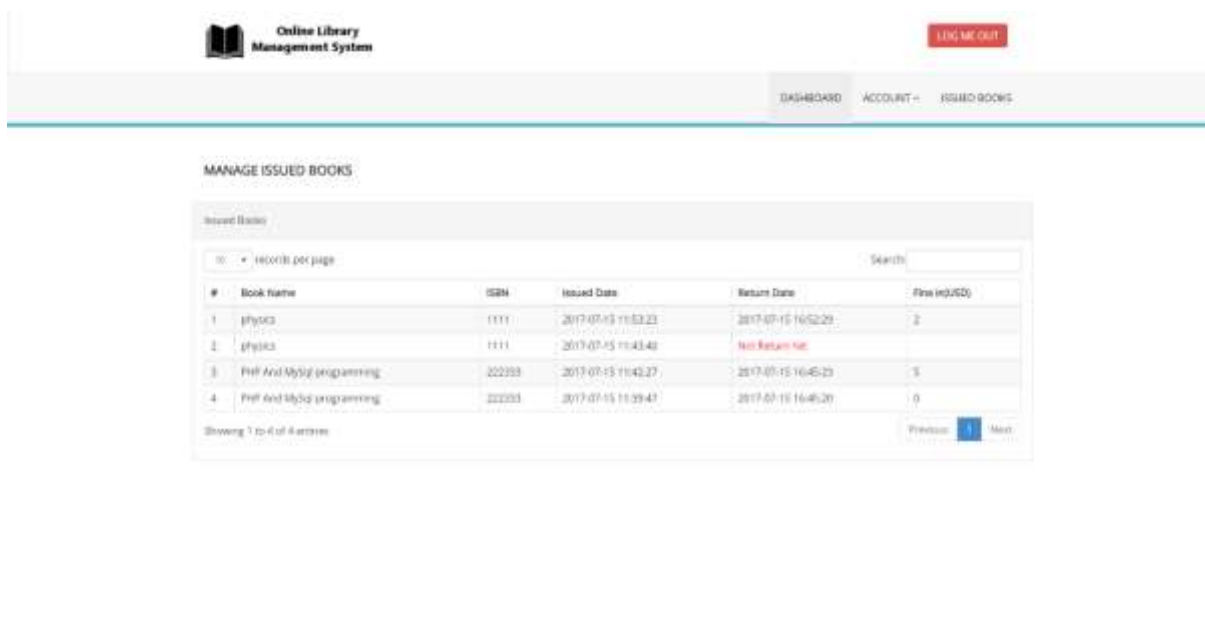 Online Library
Management System
LOG ME OUT
DASHBOARD ACCOUNT ISSUED BOOKS
MANAGE ISSUED BOOKS
Issued Books
10 records per page Search:
# Book Name ISBN Issued Date Return Date Fine in(USD)
1 physics 1111 2017-07-15 11:53:23 2017-07-15 16:52:29 2
2 physics 1111 2017-07-15 11:43:40 Not Return Yet
3 PHP And MySql programming 222333 2017-07-15 11:42:27 2017-07-15 16:45:23 5
4 PHP And MySql programming 222333 2017-07-15 11:39:47 2017-07-15 16:45:20 0
Showing 1 to 4 of 4 entries Previous 1 Next